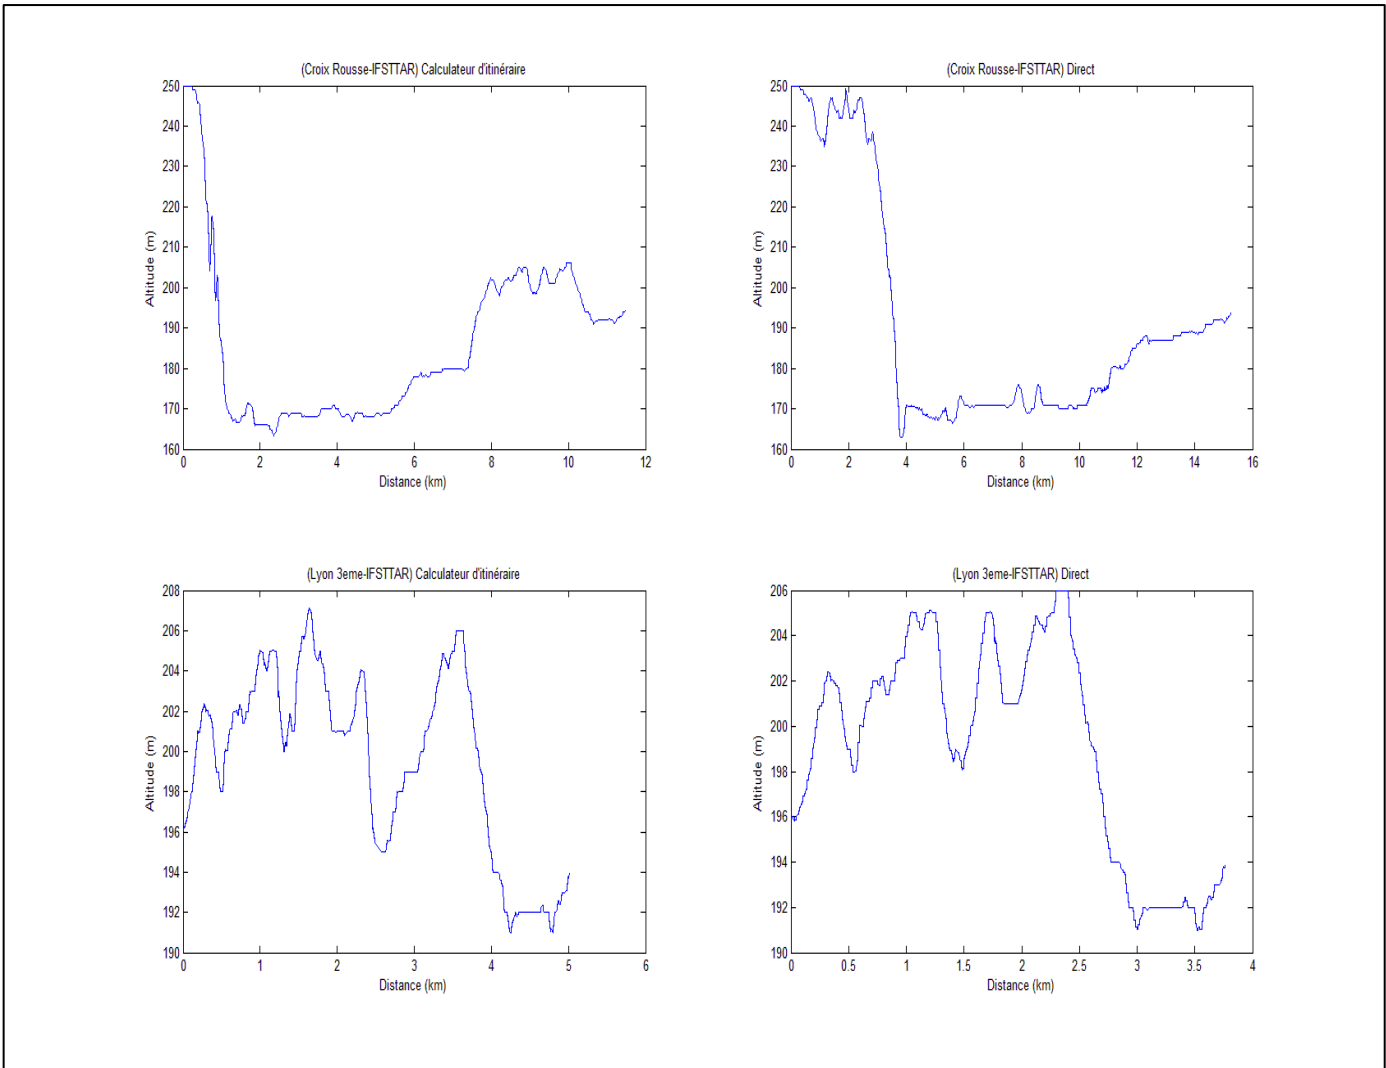 (Croix Rousse-IFSTTAR) Calculateur d'itinéraire
250
240
230
220
210
200
190
180
170
160
Altitude (m)
0 2 4 6 8 10 12
Distance (km)
(Croix Rousse-IFSTTAR) Direct
250
240
230
220
210
200
190
180
170
160
Altitude (m)
0 2 4 6 8 10 12 14 16
Distance (km)
(Lyon 3eme-IFSTTAR) Calculateur d'itinéraire
208
206
204
202
200
198
196
194
192
190
Altitude (m)
0 1 2 3 4 5 6
Distance (km)
(Lyon 3eme-IFSTTAR) Direct
206
204
202
200
198
196
194
192
190
Altitude (m)
0 0.5 1 1.5 2 2.5 3 3.5 4
Distance (km)